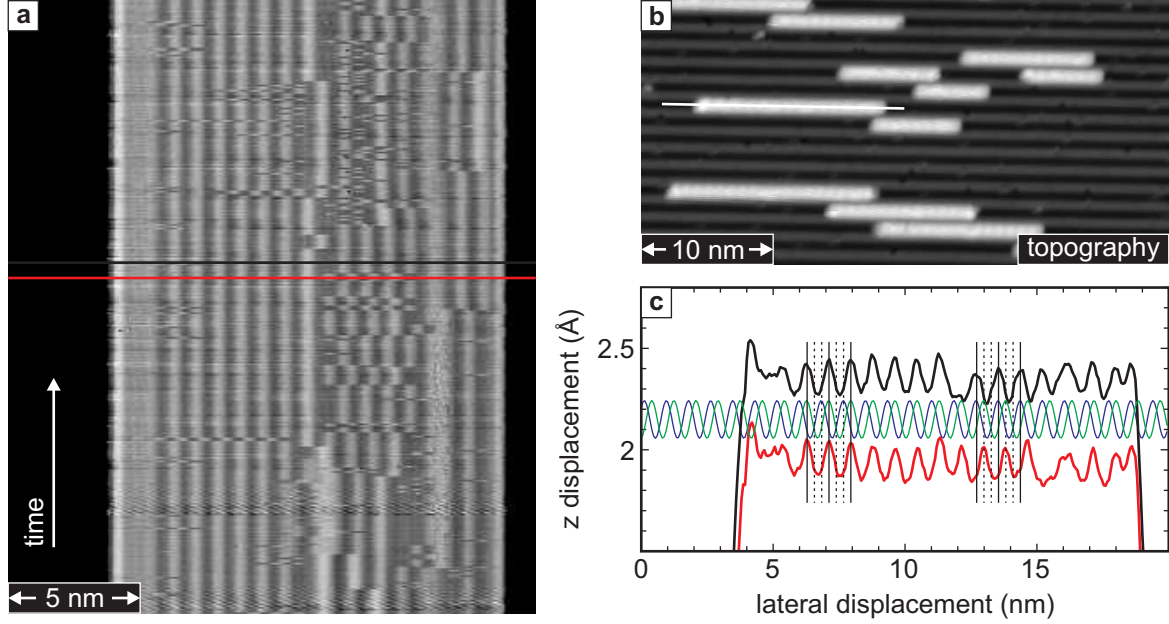 a
time
5 nm
b
10 nm
topography
c
z displacement (Å)
2.5
2
0
5
10
15
lateral displacement (nm)